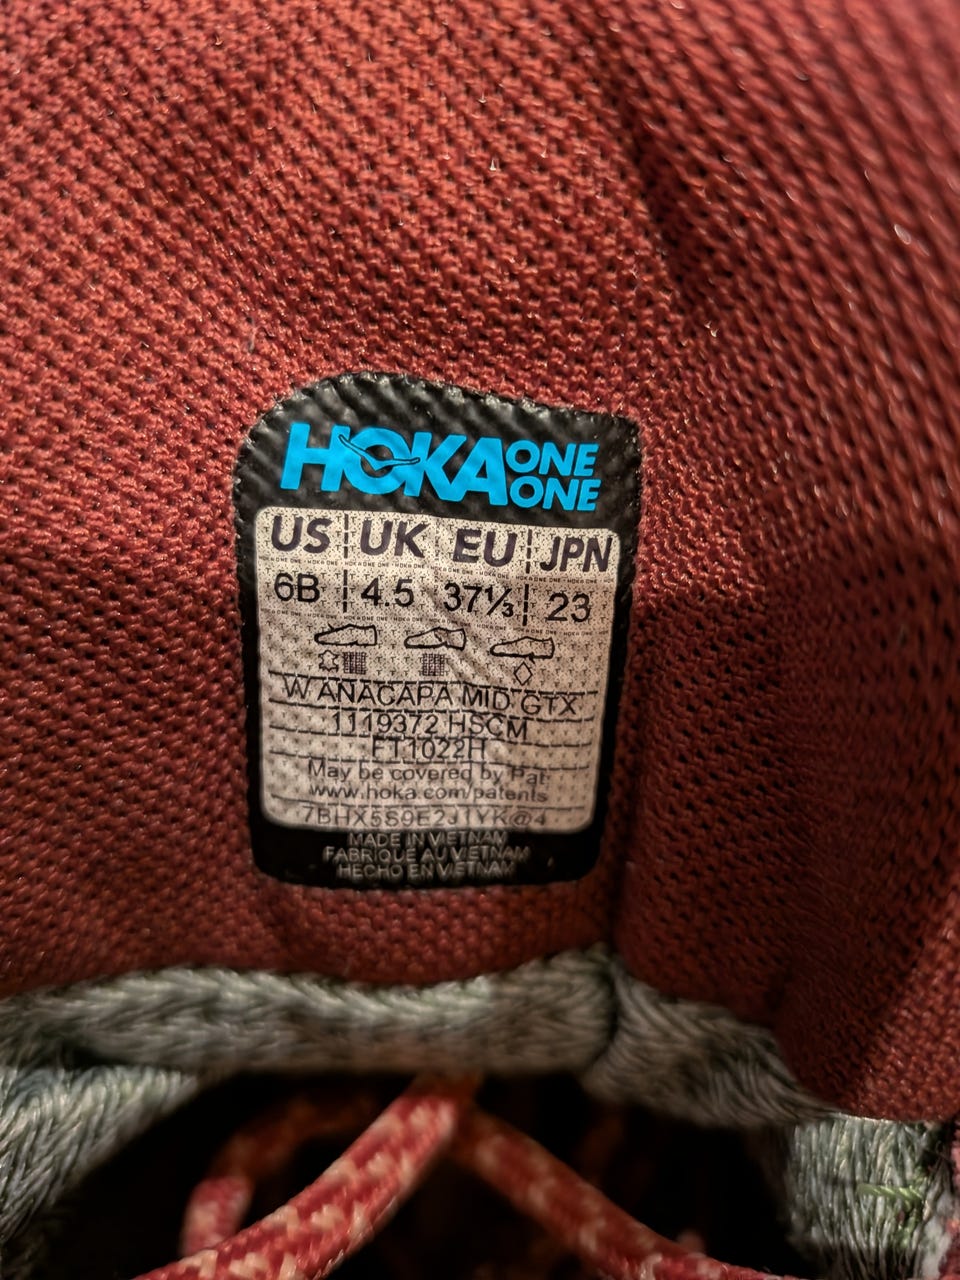 HOKA ONE ONE
US UK EU JPN
6B 4.5 37⅓ 23
W ANACAPA MID GTX
1119372 HSCM
FT1022H
May be covered by Pat.
www.hoka.com/patents
7BHX5S9E2J1YK@4
MADE IN VIETNAM
FABRIQUE AU VIETNAM
HECHO EN VIETNAM